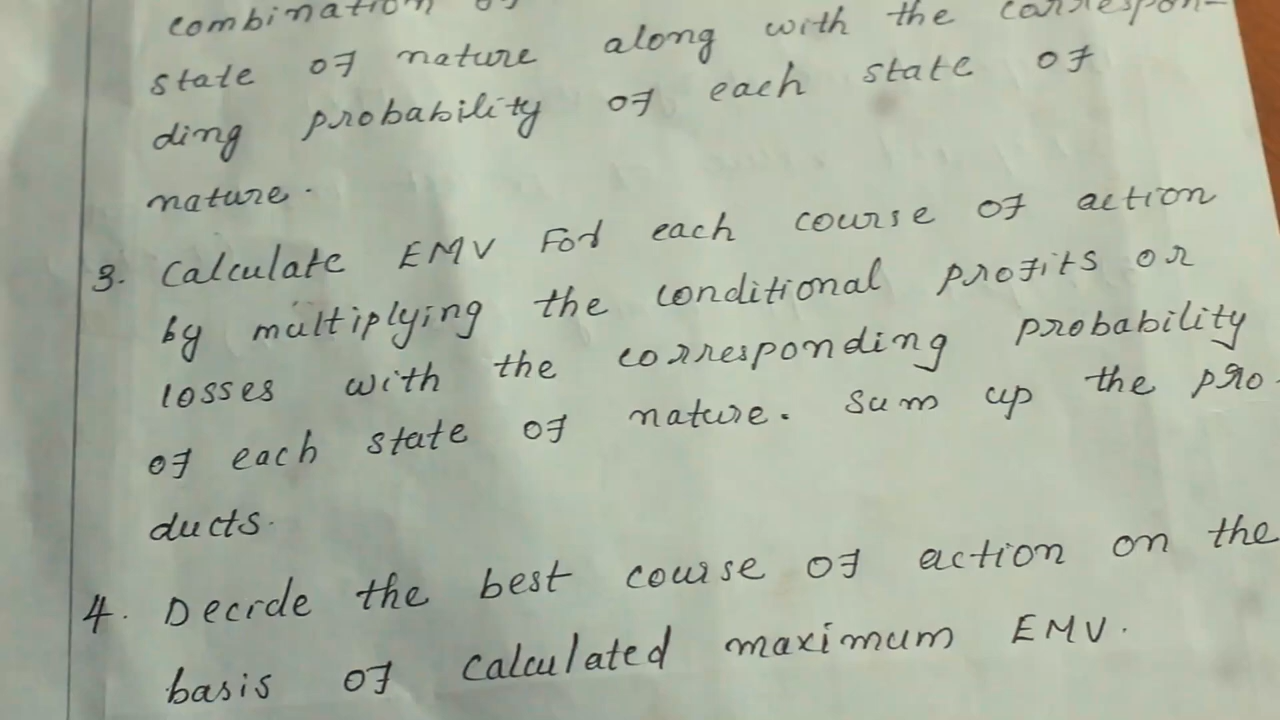 combination
state of nature along with the correspon-
ding probability of each state of
nature.
3. Calculate EMV For each course of action
by multiplying the conditional profits or
losses with the corresponding probability
of each state of nature. Sum up the pro-
ducts.
4. Decide the best course of action on the
basis of calculated maximum EMV.